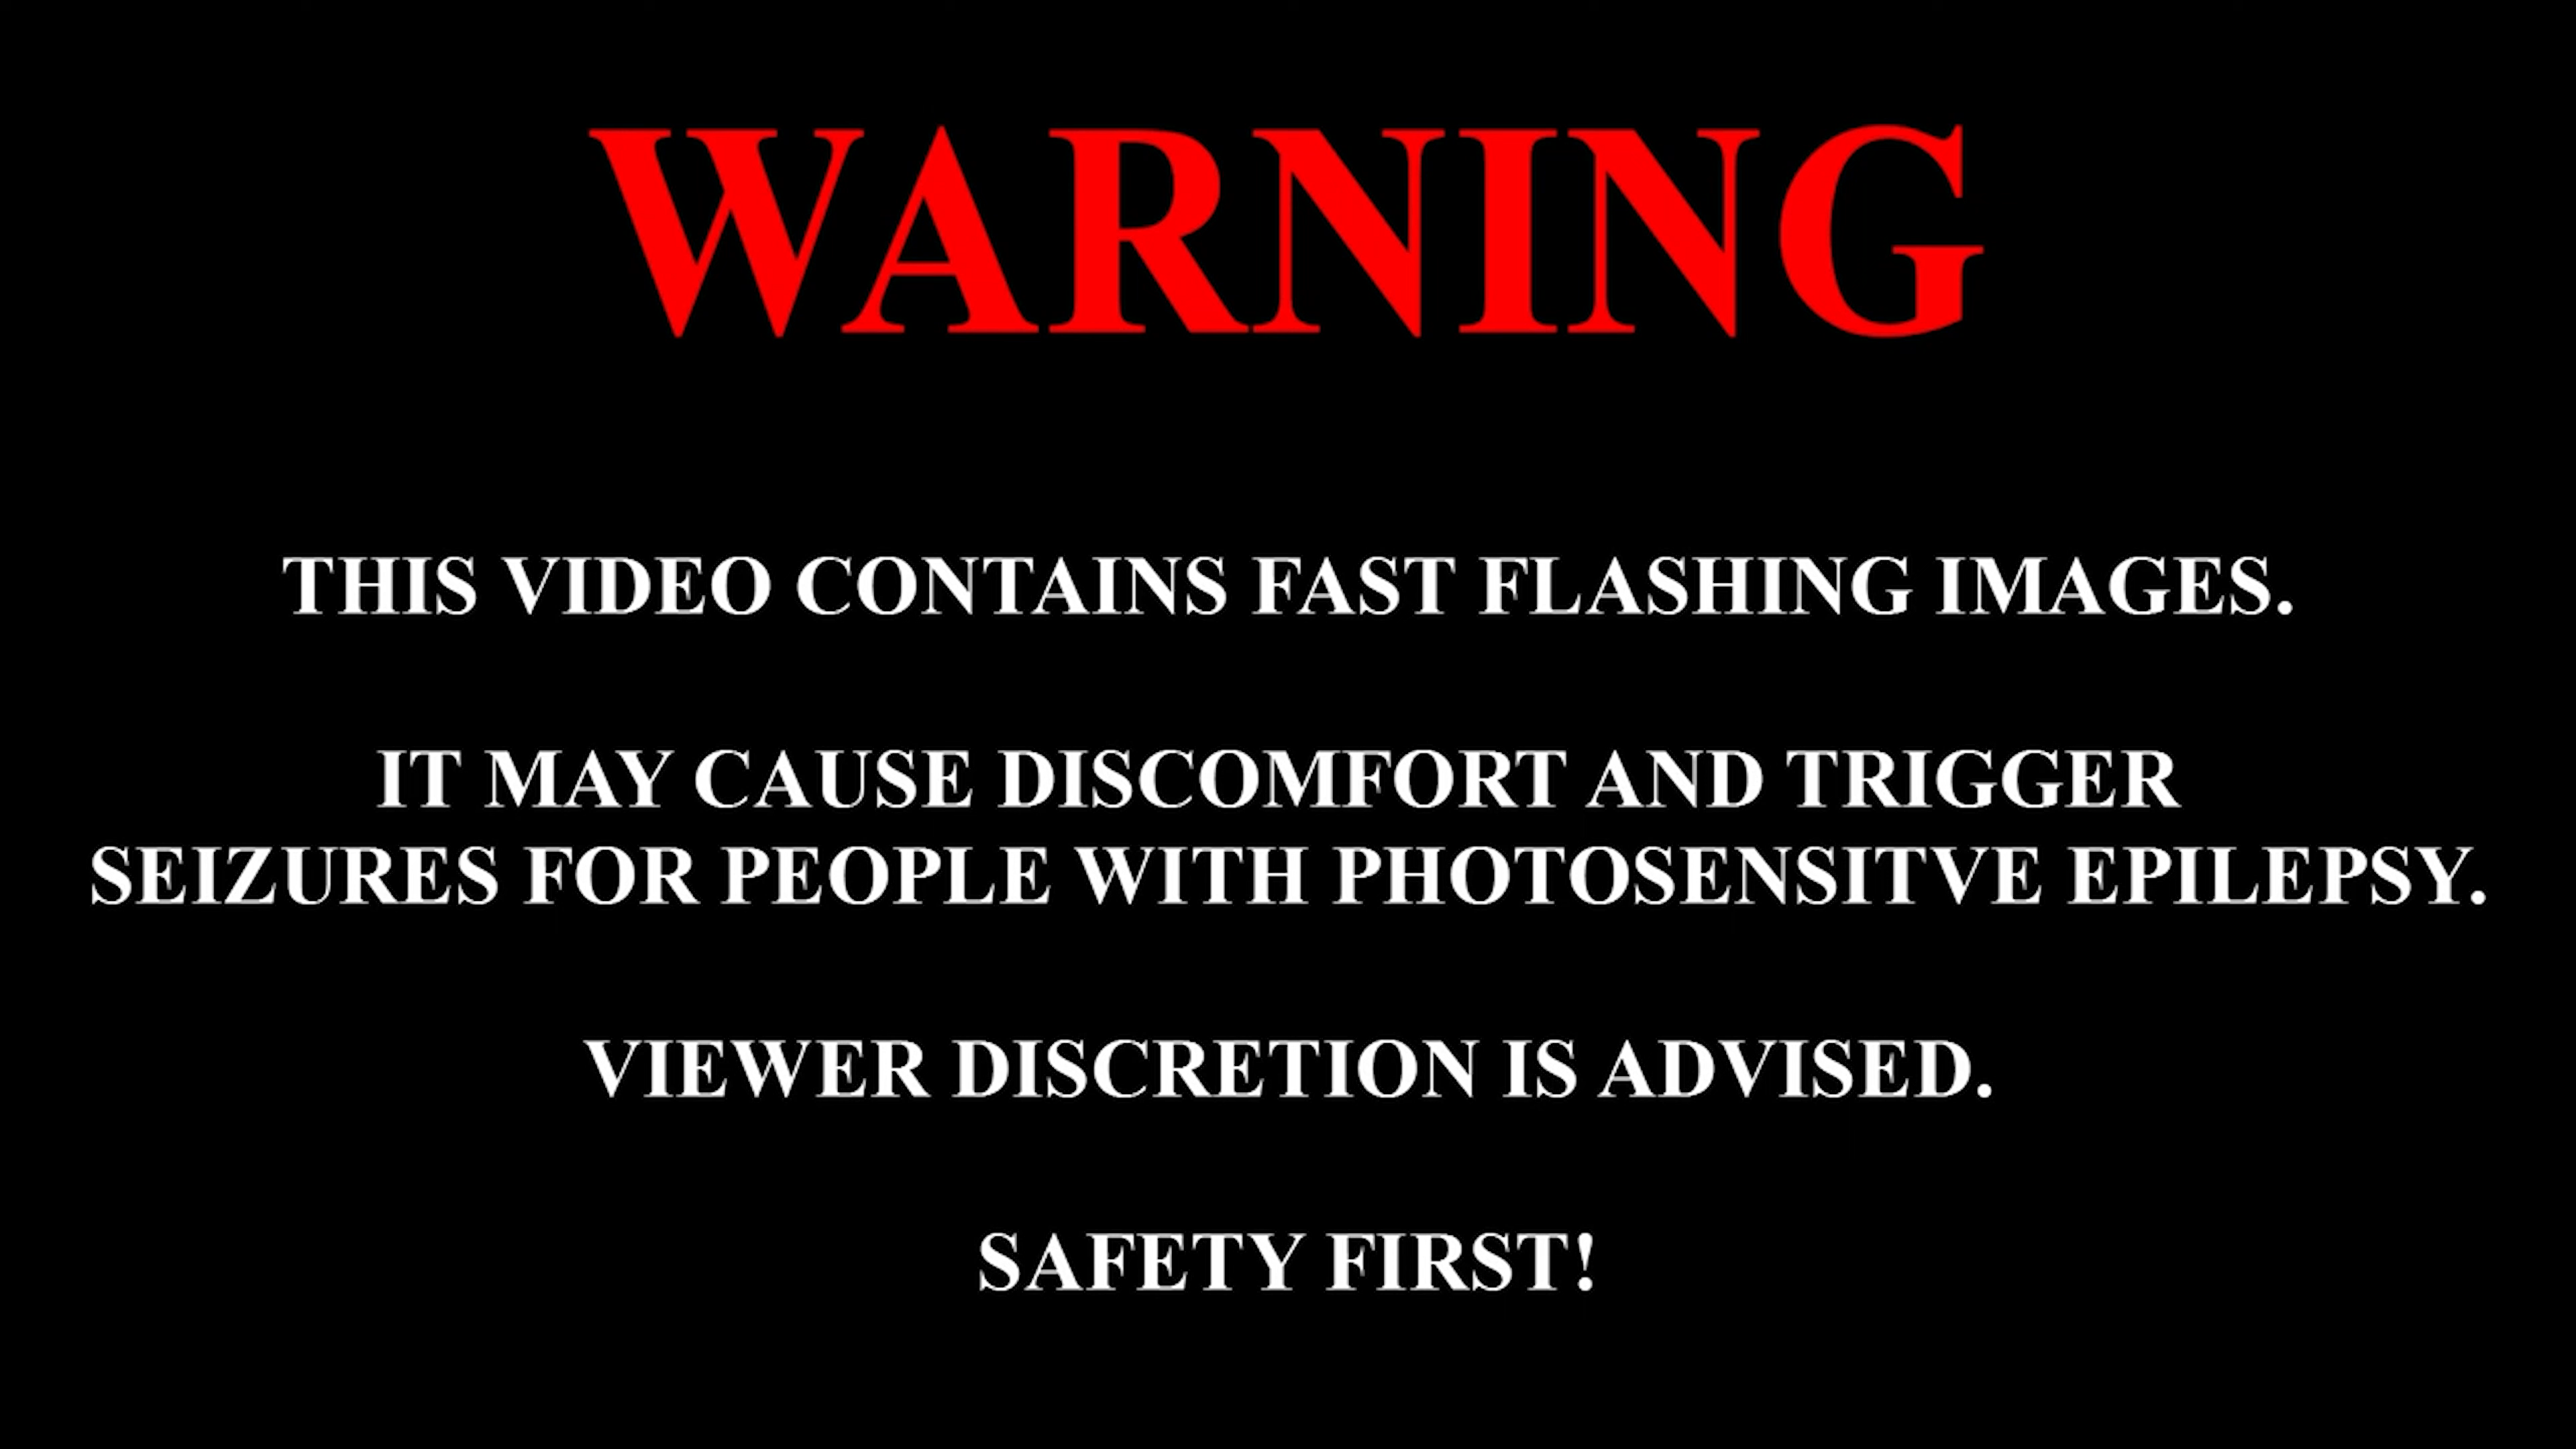 WARNING
THIS VIDEO CONTAINS FAST FLASHING IMAGES.
IT MAY CAUSE DISCOMFORT AND TRIGGER
SEIZURES FOR PEOPLE WITH PHOTOSENSITVE EPILEPSY.
VIEWER DISCRETION IS ADVISED.
SAFETY FIRST!